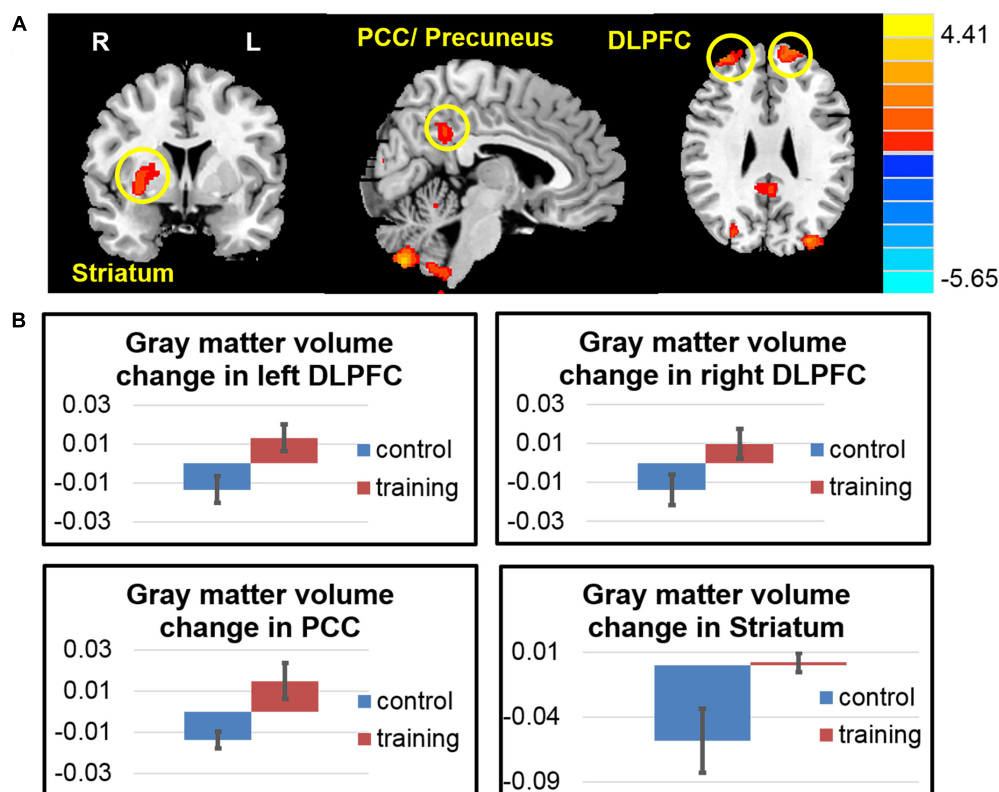 A
R
L
PCC/ Precuneus
DLPFC
4.41
Striatum
-5.65
B
Gray matter volume
change in left DLPFC
0.03
0.01
-0.01
-0.03
control
training
Gray matter volume
change in right DLPFC
0.03
0.01
-0.01
-0.03
control
training
Gray matter volume
change in PCC
0.03
0.01
-0.01
-0.03
control
training
Gray matter volume
change in Striatum
0.01
-0.04
-0.09
control
training